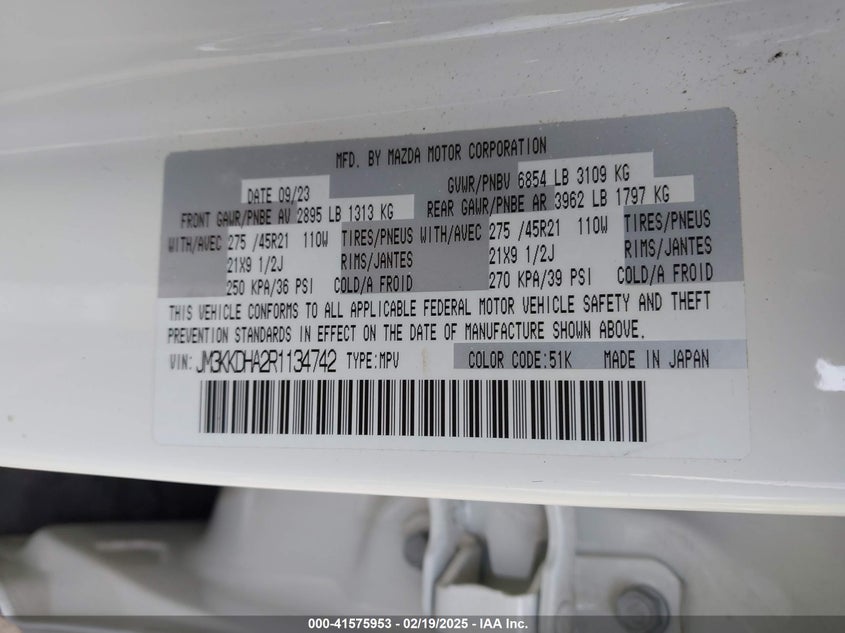 MFD. BY MAZDA MOTOR CORPORATION
DATE 09/23 GVWR/PNBV 6854 LB 3109 KG
FRONT GAWR/PNBE AV 2895 LB 1313 KG REAR GAWR/PNBE AR 3962 LB 1797 KG
WITH/AVEC 275 /45R21 110W TIRES/PNEUS WITH/AVEC 275 /45R21 110W TIRES/PNEUS
21X9 1/2J RIMS/JANTES 21X9 1/2J RIMS/JANTES
250 KPA/36 PSI COLD/A FROID 270 KPA/39 PSI COLD/A FROID
THIS VEHICLE CONFORMS TO ALL APPLICABLE FEDERAL MOTOR VEHICLE SAFETY AND THEFT
PREVENTION STANDARDS IN EFFECT ON THE DATE OF MANUFACTURE SHOWN ABOVE.
VIN: JM3KKDHA2R1134742 TYPE:MPV COLOR CODE:51K MADE IN JAPAN
000-41575953 - 02/19/2025 - IAA Inc.